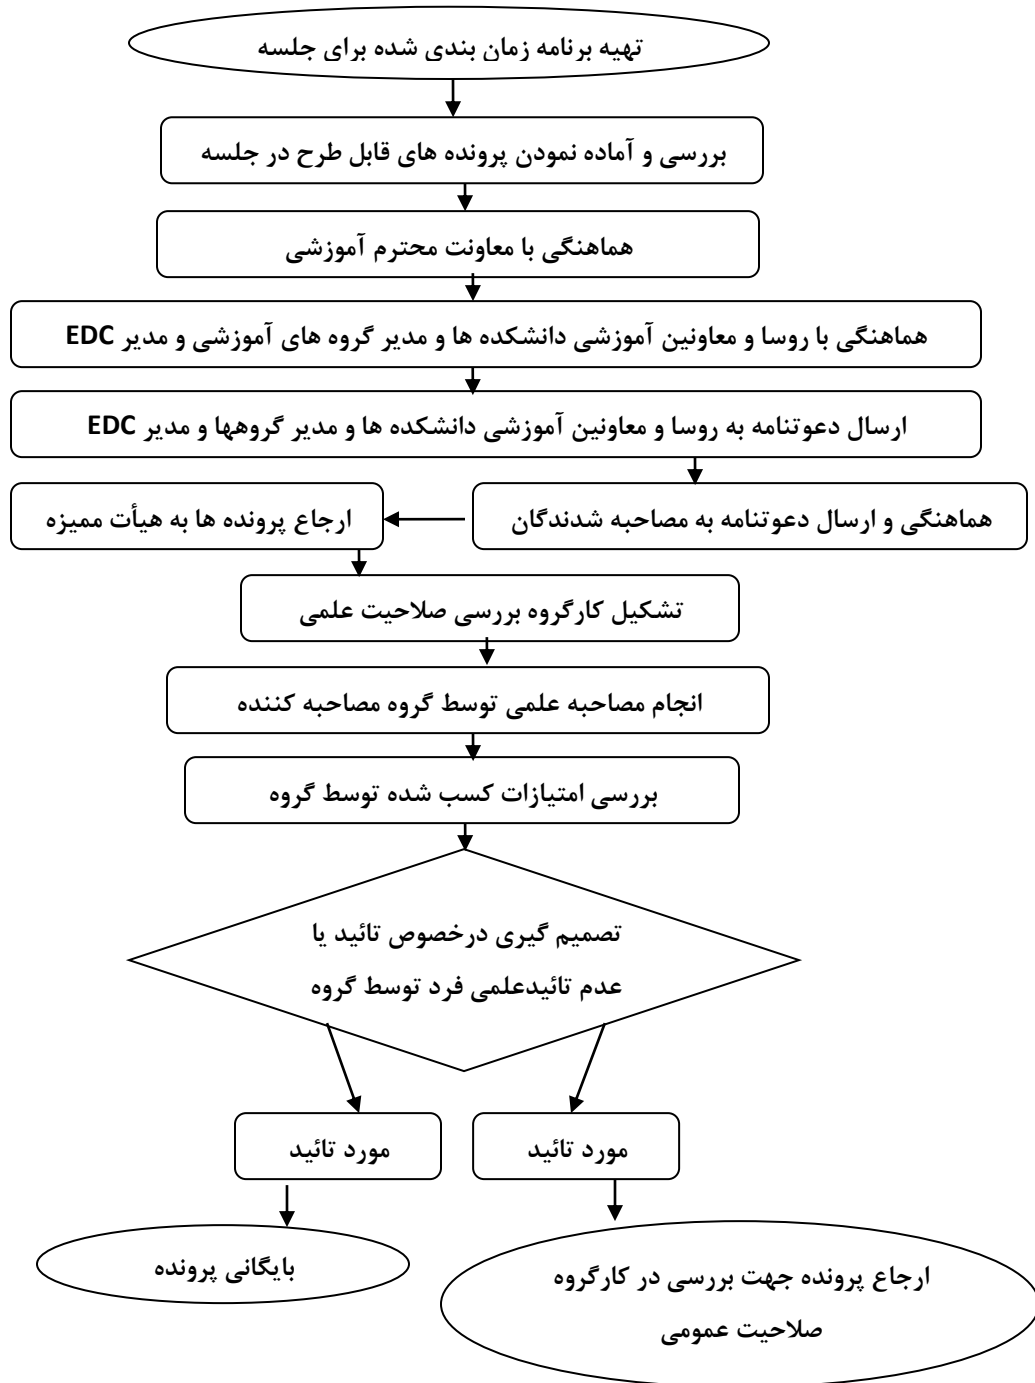 تهیه برنامه زمان بندی شده برای جلسه
بررسی و آماده نمودن پرونده های قابل طرح در جلسه
هماهنگی با معاونت محترم آموزشی
هماهنگی با روسا و معاونین آموزشی دانشکده ها و مدیر گروه های آموزشی و مدیر EDC
ارسال دعوتنامه به روسا و معاونین آموزشی دانشکده ها و مدیر گروهها و مدیر EDC
هماهنگی و ارسال دعوتنامه به مصاحبه شدندگان
ارجاع پرونده ها به هیأت ممیزه
تشکیل کارگروه بررسی صلاحیت علمی
انجام مصاحبه علمی توسط گروه مصاحبه کننده
بررسی امتیازات کسب شده توسط گروه
تصمیم گیری درخصوص تائید یا
عدم تائیدعلمی فرد توسط گروه
مورد تائید
مورد تائید
ارجاع پرونده جهت بررسی در کارگروه
صلاحیت عمومی
بایگانی پرونده